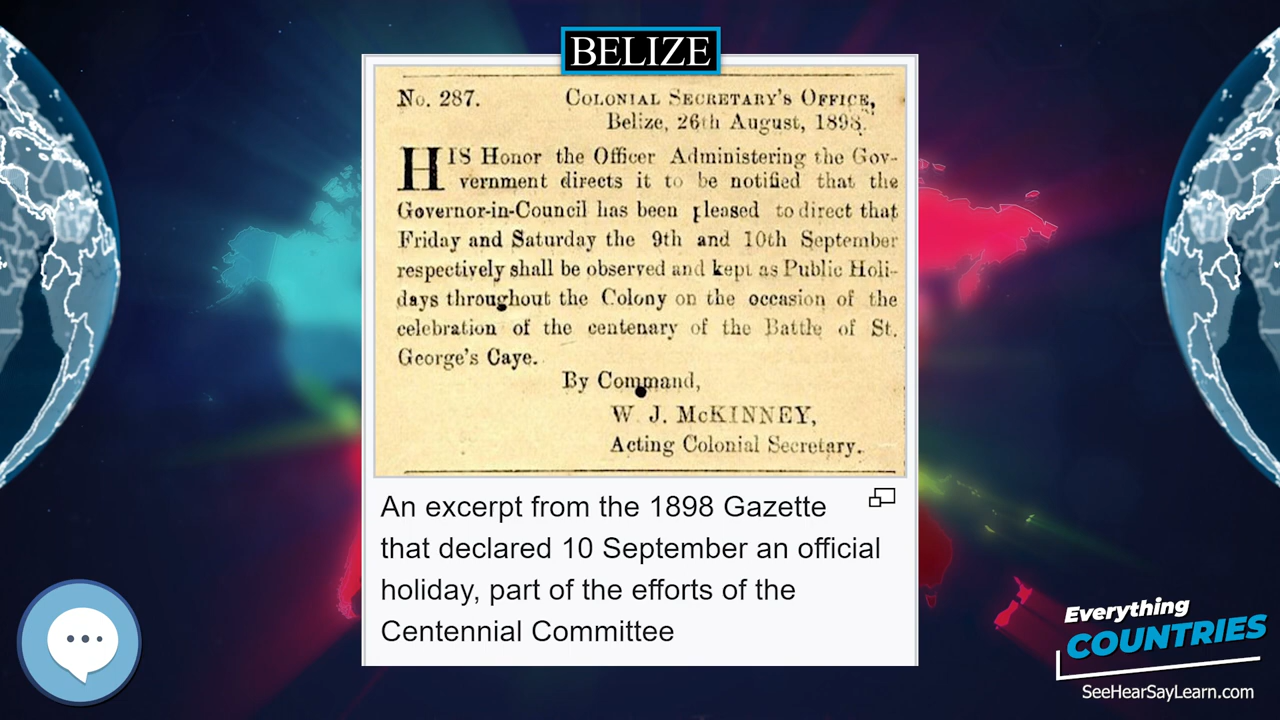 BELIZE
No. 287. COLONIAL SECRETARY'S OFFICE,
Belize, 26th August, 1898.
HIS Honor the Officer Administering the Gov-
vernment directs it to be notified that the
Governor-in-Council has been pleased to direct that
Friday and Saturday the 9th and 10th September
respectively shall be observed and kept as Public Holi-
days throughout the Colony on the occasion of the
celebration of the centenary of the Battle of St.
George's Caye.
By Command,
W. J. McKINNEY,
Acting Colonial Secretary.
An excerpt from the 1898 Gazette
that declared 10 September an official
holiday, part of the efforts of the
Centennial Committee
Everything
COUNTRIES
SeeHearSayLearn.com